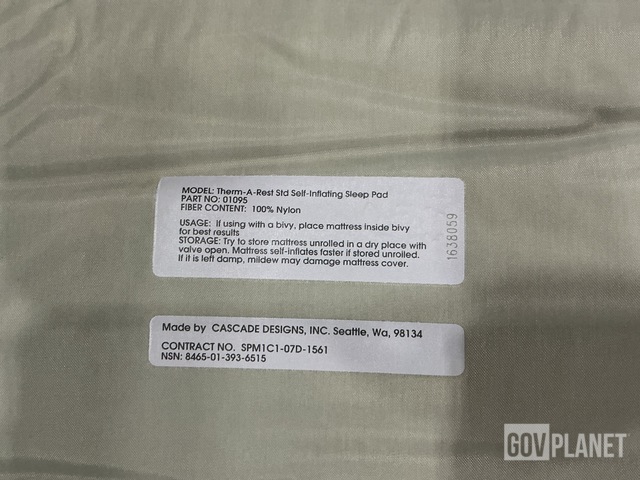 MODEL: Therm-A-Rest Std Self-Inflating Sleep Pad
PART NO: 01095
FIBER CONTENT: 100% Nylon
USAGE: If using with a bivy, place mattress inside bivy
for best results
STORAGE: Try to store mattress unrolled in a dry place with
valve open. Mattress self-inflates faster if stored unrolled.
If it is left damp, mildew may damage mattress cover.
1638059
Made by CASCADE DESIGNS, INC. Seattle, Wa, 98134
CONTRACT NO. SPM1C1-07D-1561
NSN: 8465-01-393-6515
GOVPLANET